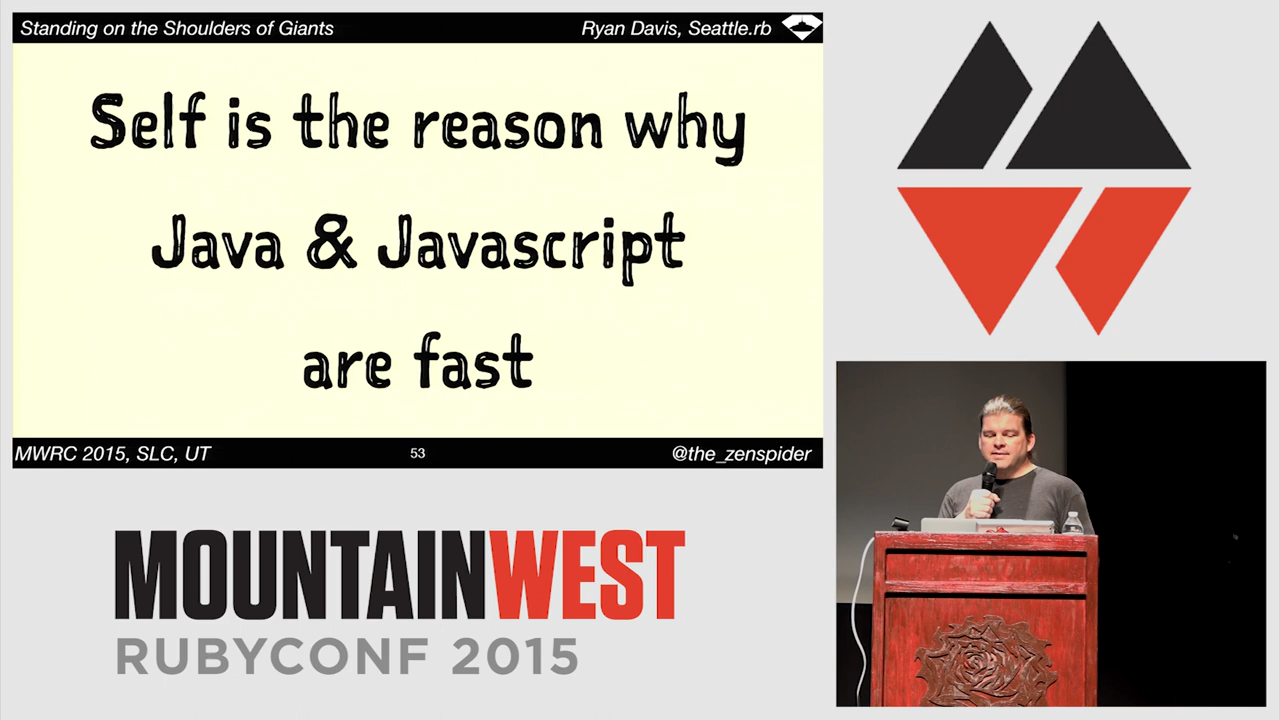 Standing on the Shoulders of Giants
Ryan Davis, Seattle.rb
Self is the reason why
Java & Javascript
are fast
MWRC 2015, SLC, UT
53
@the_zenspider
MOUNTAINWEST
RUBYCONF 2015